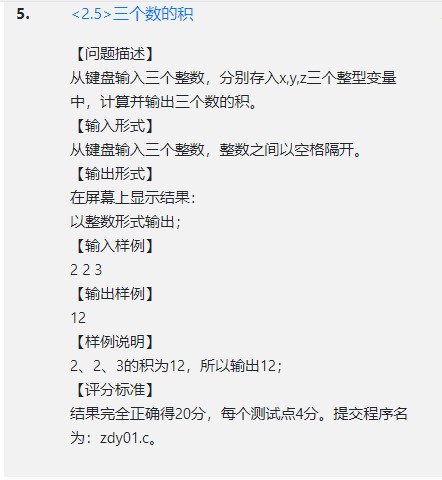 5. <2.5>三个数的积
【问题描述】
从键盘输入三个整数，分别存入x,y,z三个整型变量
中，计算并输出三个数的积。
【输入形式】
从键盘输入三个整数，整数之间以空格隔开。
【输出形式】
在屏幕上显示结果：
以整数形式输出；
【输入样例】
2 2 3
【输出样例】
12
【样例说明】
2、2、3的积为12，所以输出12；
【评分标准】
结果完全正确得20分，每个测试点4分。提交程序名
为：zdy01.c。